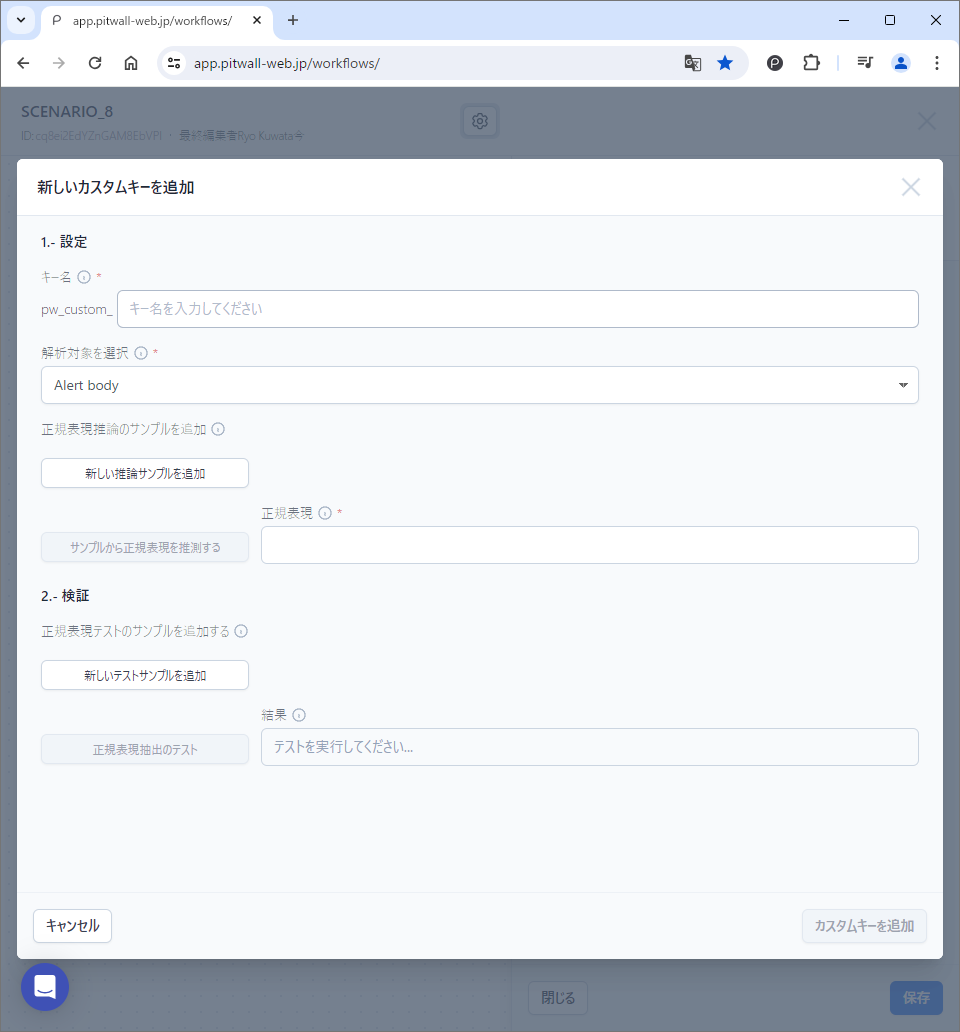 app.pitwall-web.jp/workflows/
app.pitwall-web.jp/workflows/
SCENARIO_8
ID:cq8ei2EdYZnGAM8EbVPl ・ 最終編集者Ryo Kuwata今
新しいカスタムキーを追加
1.- 設定
キー名 *
pw_custom_ キー名を入力してください
解析対象を選択 *
Alert body
正規表現推論のサンプルを追加
新しい推論サンプルを追加
正規表現 *
サンプルから正規表現を推測する
2.- 検証
正規表現テストのサンプルを追加する
新しいテストサンプルを追加
結果
正規表現抽出のテスト テストを実行してください...
キャンセル カスタムキーを追加
閉じる 保存